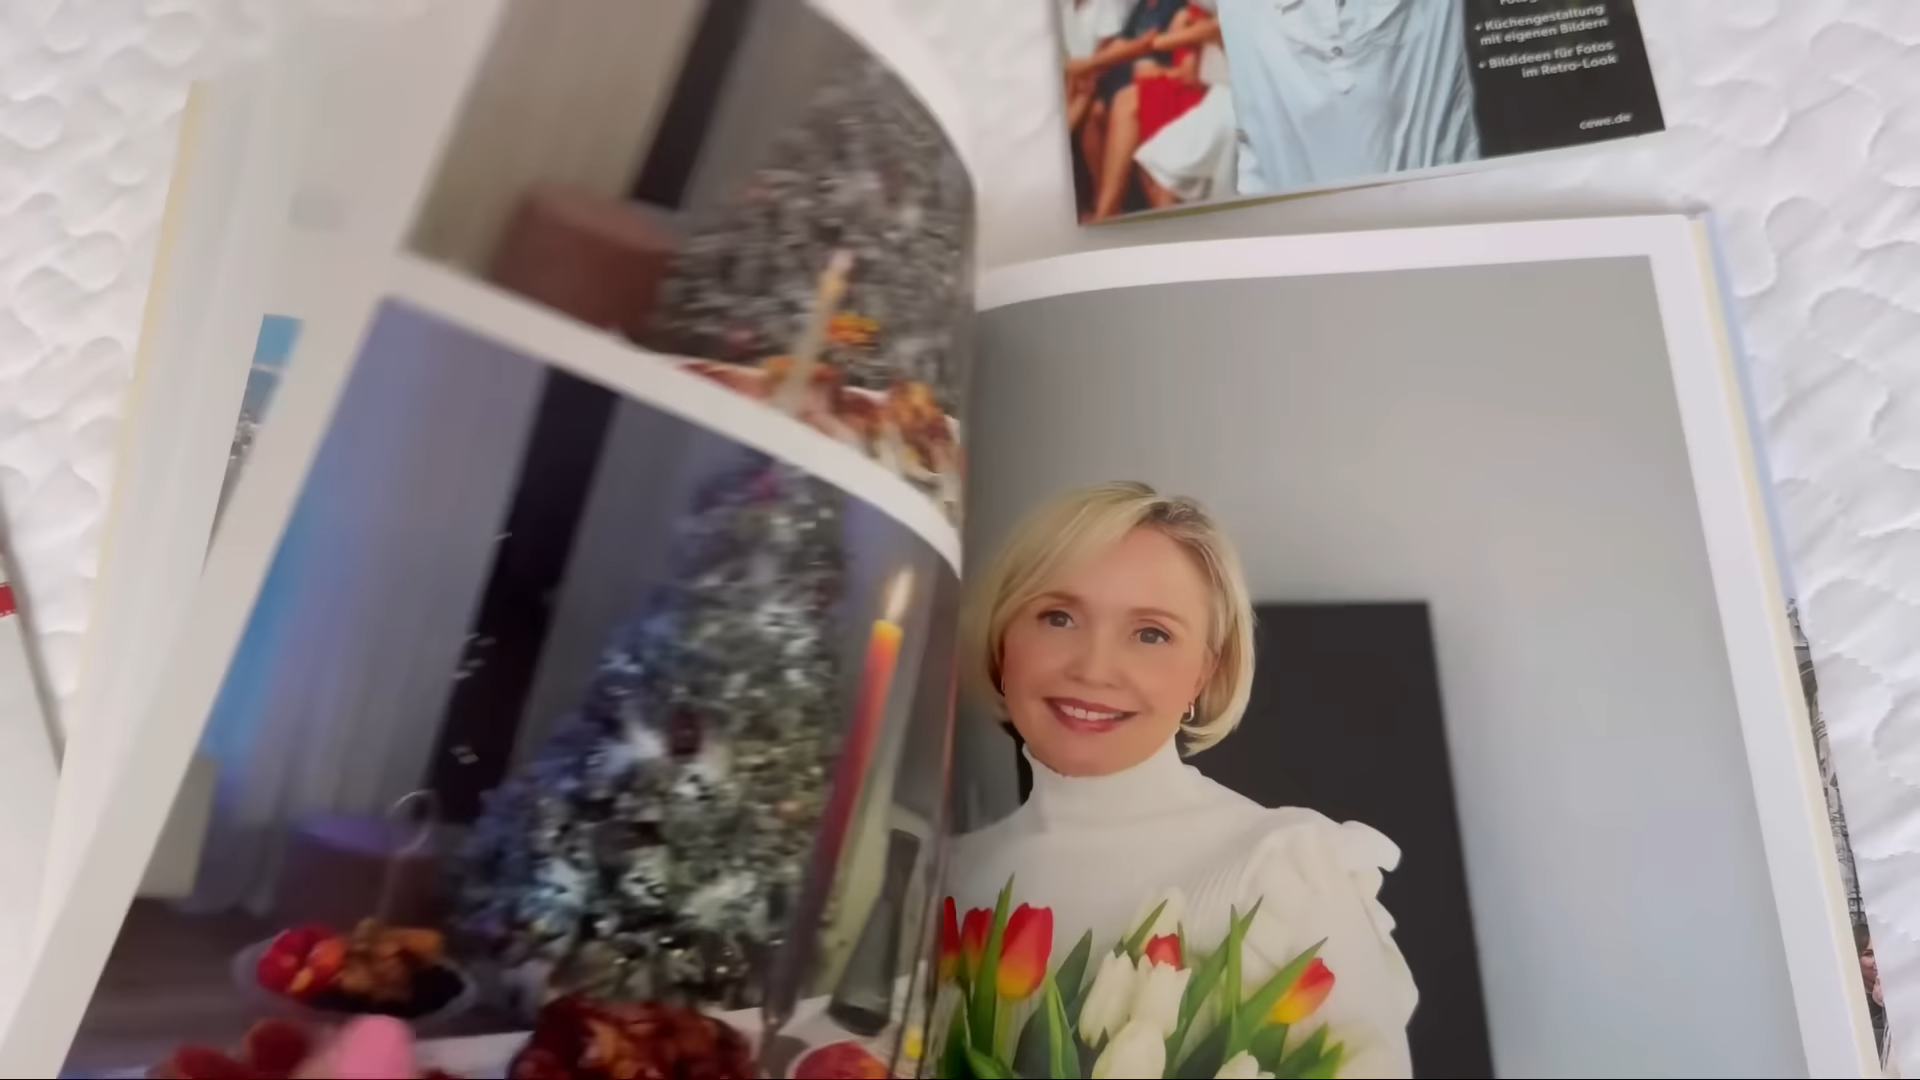 + Küchengestaltung
mit eigenen Bildern
+ Bildideen für Fotos
im Retro-Look
cewe.de